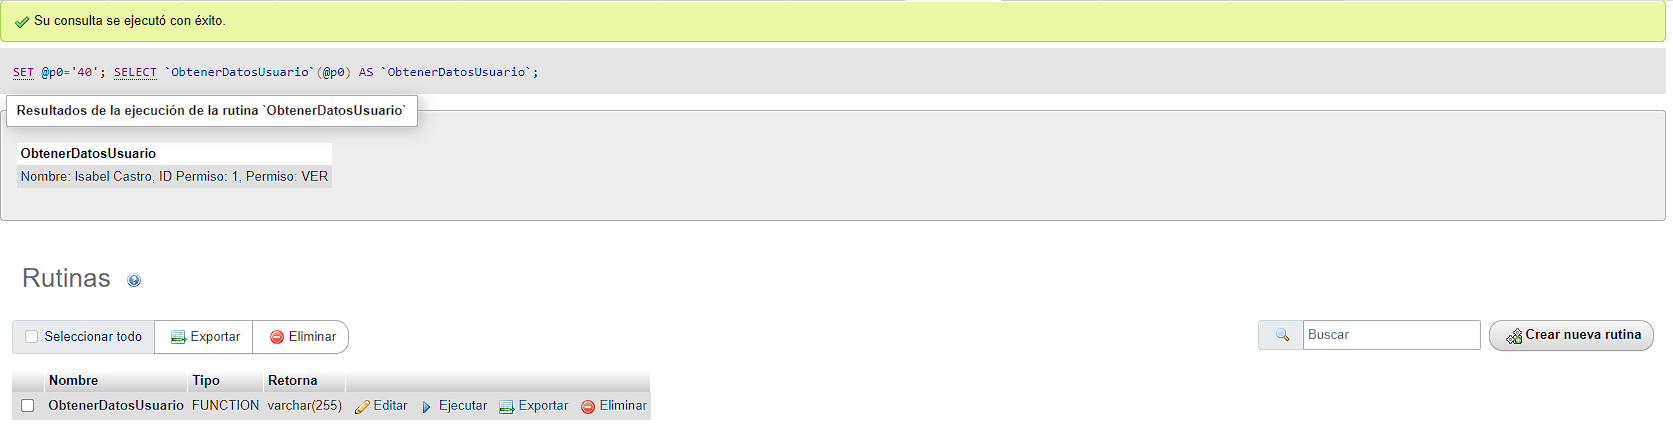 Su consulta se ejecutó con éxito.
SET @p0='40'; SELECT `ObtenerDatosUsuario`(@p0) AS `ObtenerDatosUsuario`;
Resultados de la ejecución de la rutina `ObtenerDatosUsuario`
ObtenerDatosUsuario
Nombre: Isabel Castro, ID Permiso: 1, Permiso: VER
Rutinas
Seleccionar todo Exportar Eliminar Buscar Crear nueva rutina
Nombre Tipo Retorna
ObtenerDatosUsuario FUNCTION varchar(255) Editar Ejecutar Exportar Eliminar